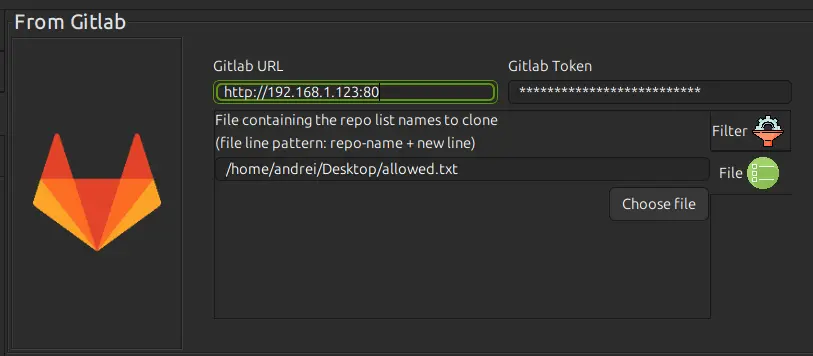 From Gitlab
Gitlab URL
Gitlab Token
http://192.168.1.123:80
**************************
File containing the repo list names to clone
(file line pattern: repo-name + new line)
Filter
/home/andrei/Desktop/allowed.txt
File
Choose file